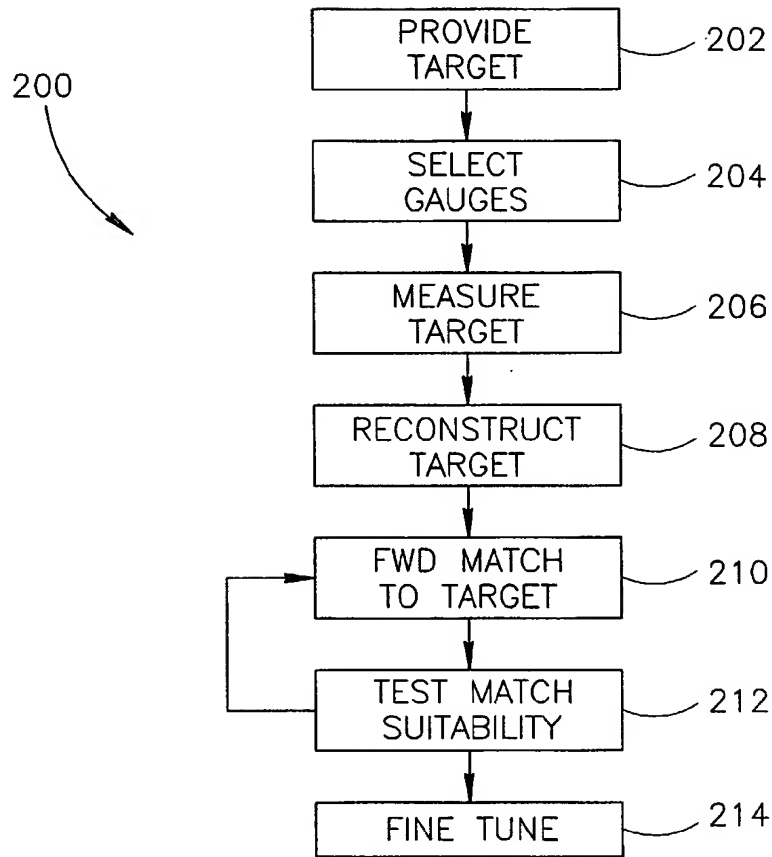 PROVIDE
TARGET
202
200
SELECT
GAUGES
204
MEASURE
TARGET
206
RECONSTRUCT
TARGET
208
FWD MATCH
TO TARGET
210
TEST MATCH
SUITABILITY
212
FINE TUNE
214